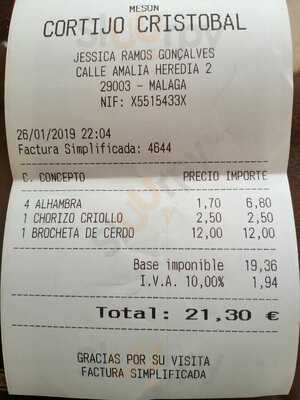 MESON
CORTIJO CRISTOBAL
JESSICA RAMOS GONÇALVES
CALLE AMALIA HEREDIA 2
29003 - MALAGA
NIF: X5515433X
26/01/2019 22:04
Factura Simplificada: 4644
C. CONCEPTO PRECIO IMPORTE
4 ALHAMBRA 1,70 6,80
1 CHORIZO CRIOLLO 2,50 2,50
1 BROCHETA DE CERDO 12,00 12,00
Base imponible 19,36
I.V.A. 10,00% 1,94
Total: 21,30 €
GRACIAS POR SU VISITA
FACTURA SIMPLIFICADA